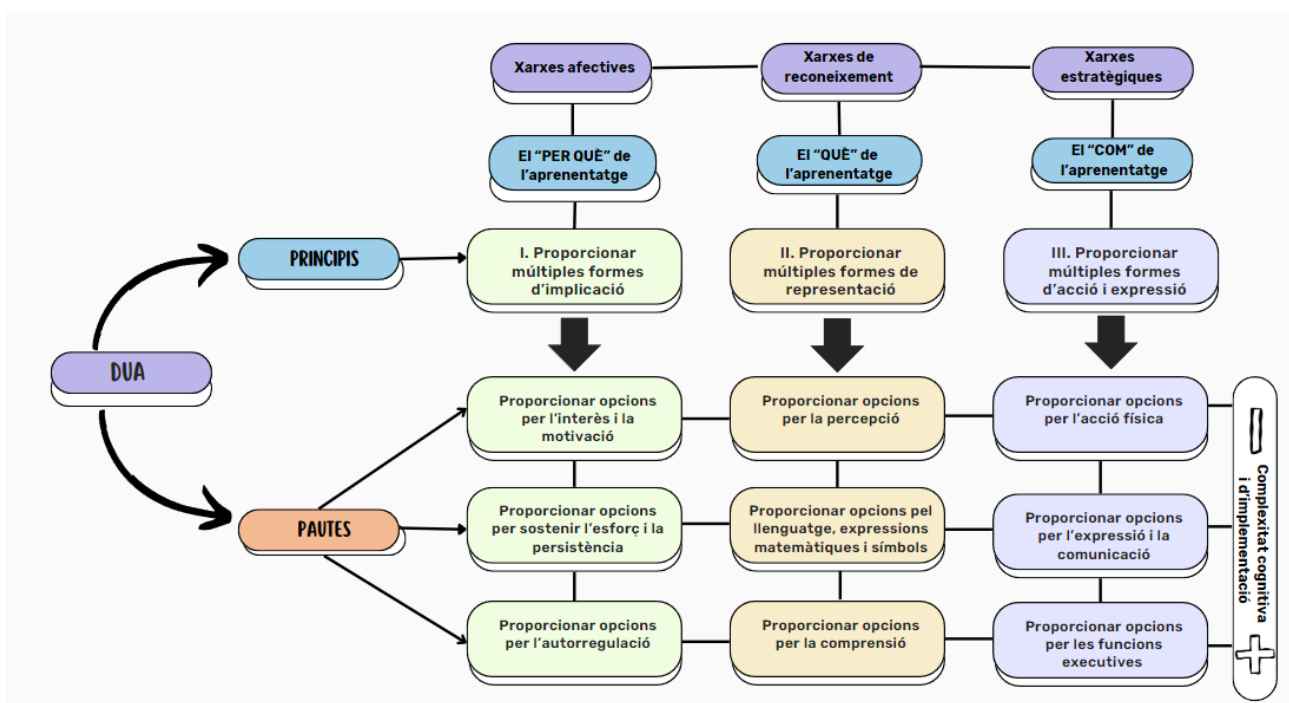 Xarxes afectives
Xarxes de
reconeixement
Xarxes
estratègiques
El “PER QUÈ” de
l’aprenentatge
El “QUÈ” de
l’aprenentatge
El “COM” de
l’aprenentatge
PRINCIPIS
I. Proporcionar
múltiples formes
d’implicació
II. Proporcionar
múltiples formes de
representació
III. Proporcionar
múltiples formes
d’acció i expressió
DUA
PAUTES
Proporcionar opcions
per l’interès i la
motivació
Proporcionar opcions
per la percepció
Proporcionar opcions
per l’acció física
Proporcionar opcions
per sostenir l’esforç i la
persistència
Proporcionar opcions pel
llenguatge, expressions
matemàtiques i símbols
Proporcionar opcions
per l’expressió i la
comunicació
Proporcionar opcions
per l’autorregulació
Proporcionar opcions
per la comprensió
Proporcionar opcions
per les funcions
executives
Complexitat cognitiva
i d’implementació